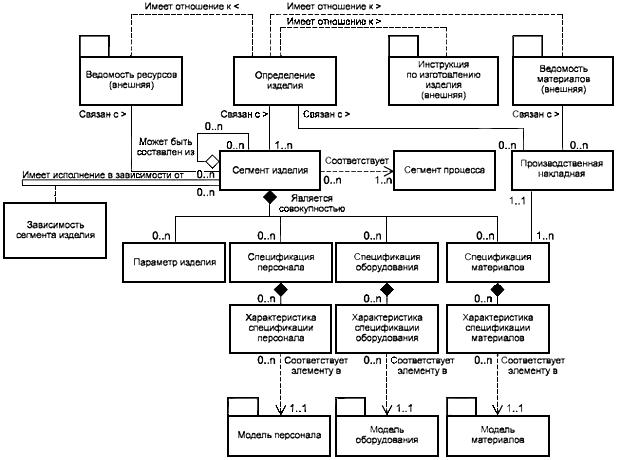 Имеет отношение к <
Имеет отношение к >
Имеет отношение к >
Ведомость ресурсов
(внешняя)
Определение
изделия
Инструкция
по изготовлению
изделия
(внешняя)
Ведомость
материалов
(внешняя)
Связан с >
Связан с >
Связан с >
Связан с >
Может быть
составлен из
0..n
0..n
1..n
0..n
0..n
Сегмент изделия
Соответствует
0..n
1..n
Сегмент процесса
Производственная
накладная
Имеет исполнение в зависимости от
0..n
0..n
Зависимость
сегмента изделия
Является
совокупностью
1..1
0..n
0..n
0..n
0..n
1..n
Параметр изделия
Спецификация
персонала
Спецификация
оборудования
Спецификация
материалов
0..n
0..n
0..n
Характеристика
спецификации
персонала
Характеристика
спецификации
оборудования
Характеристика
спецификации
материалов
0..n
Соответствует
элементу в
0..n
Соответствует
элементу в
0..n
Соответствует
элементу в
1..1
1..1
1..1
Модель персонала
Модель
оборудования
Модель
материалов